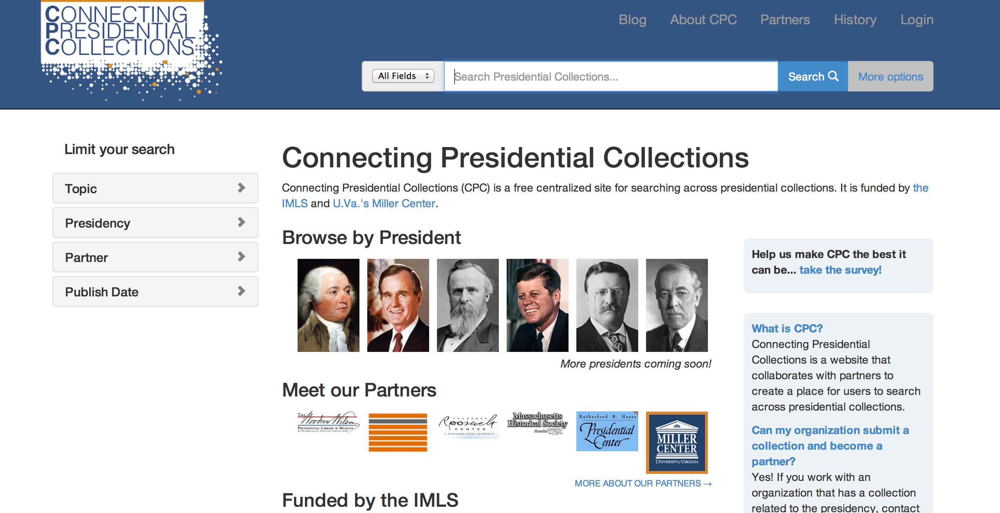 CONNECTING
PRESIDENTIAL
COLLECTIONS
Blog About CPC Partners History Login
All Fields Search Presidential Collections... Search More options
Limit your search
Topic
Presidency
Partner
Publish Date
Connecting Presidential Collections
Connecting Presidential Collections (CPC) is a free centralized site for searching across presidential collections. It is funded by the
IMLS and U.Va.'s Miller Center.
Browse by President
More presidents coming soon!
Meet our Partners
THE
Woodrow Wilson
PRESIDENTIAL LIBRARY & MUSEUM
AT HIS BIRTHPLACE, STAUNTON, VIRGINIA USA
THEODORE
Roosevelt
CENTER
AT DICKINSON STATE UNIVERSITY
Massachusetts
Historical Society
Founded 1791
Rutherford B. Hayes
Presidential
Center
MILLER
CENTER
UNIVERSITY of VIRGINIA
MORE ABOUT OUR PARTNERS →
Funded by the IMLS
Help us make CPC the best it
can be... take the survey!
What is CPC?
Connecting Presidential
Collections is a website that
collaborates with partners to
create a place for users to search
across presidential collections.
Can my organization submit a
collection and become a
partner?
Yes! If you work with an
organization that has a collection
related to the presidency, contact